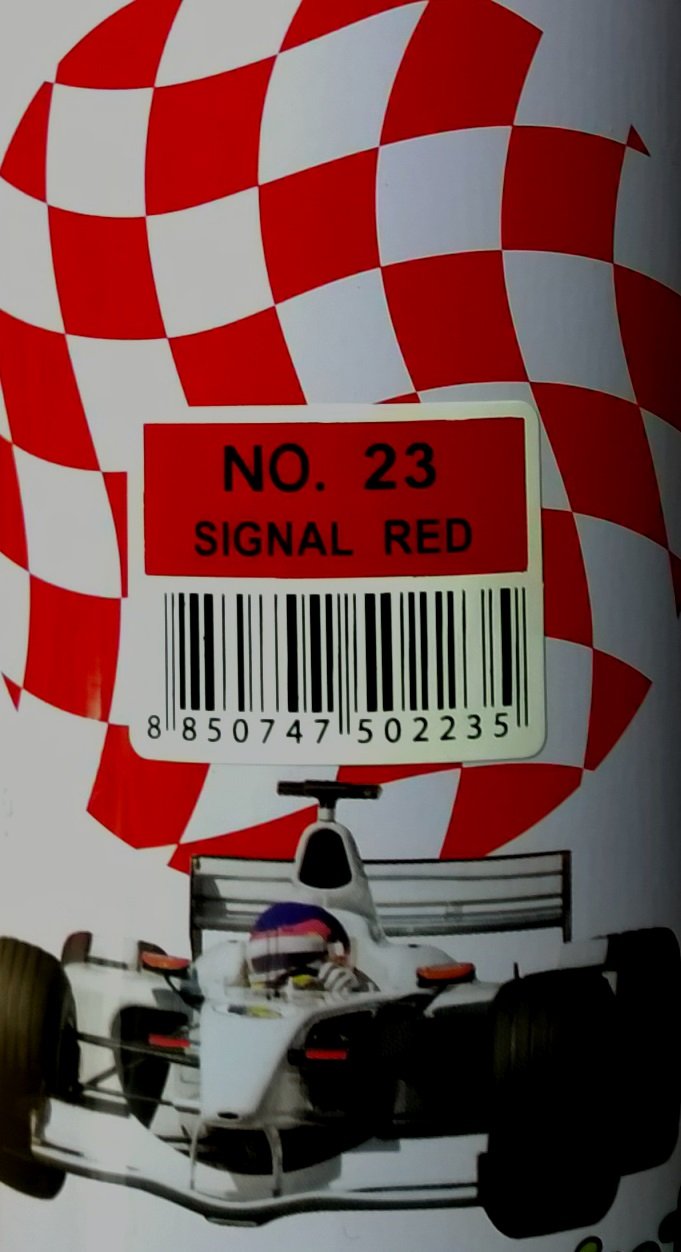 NO. 23
SIGNAL RED
8 850747 502235